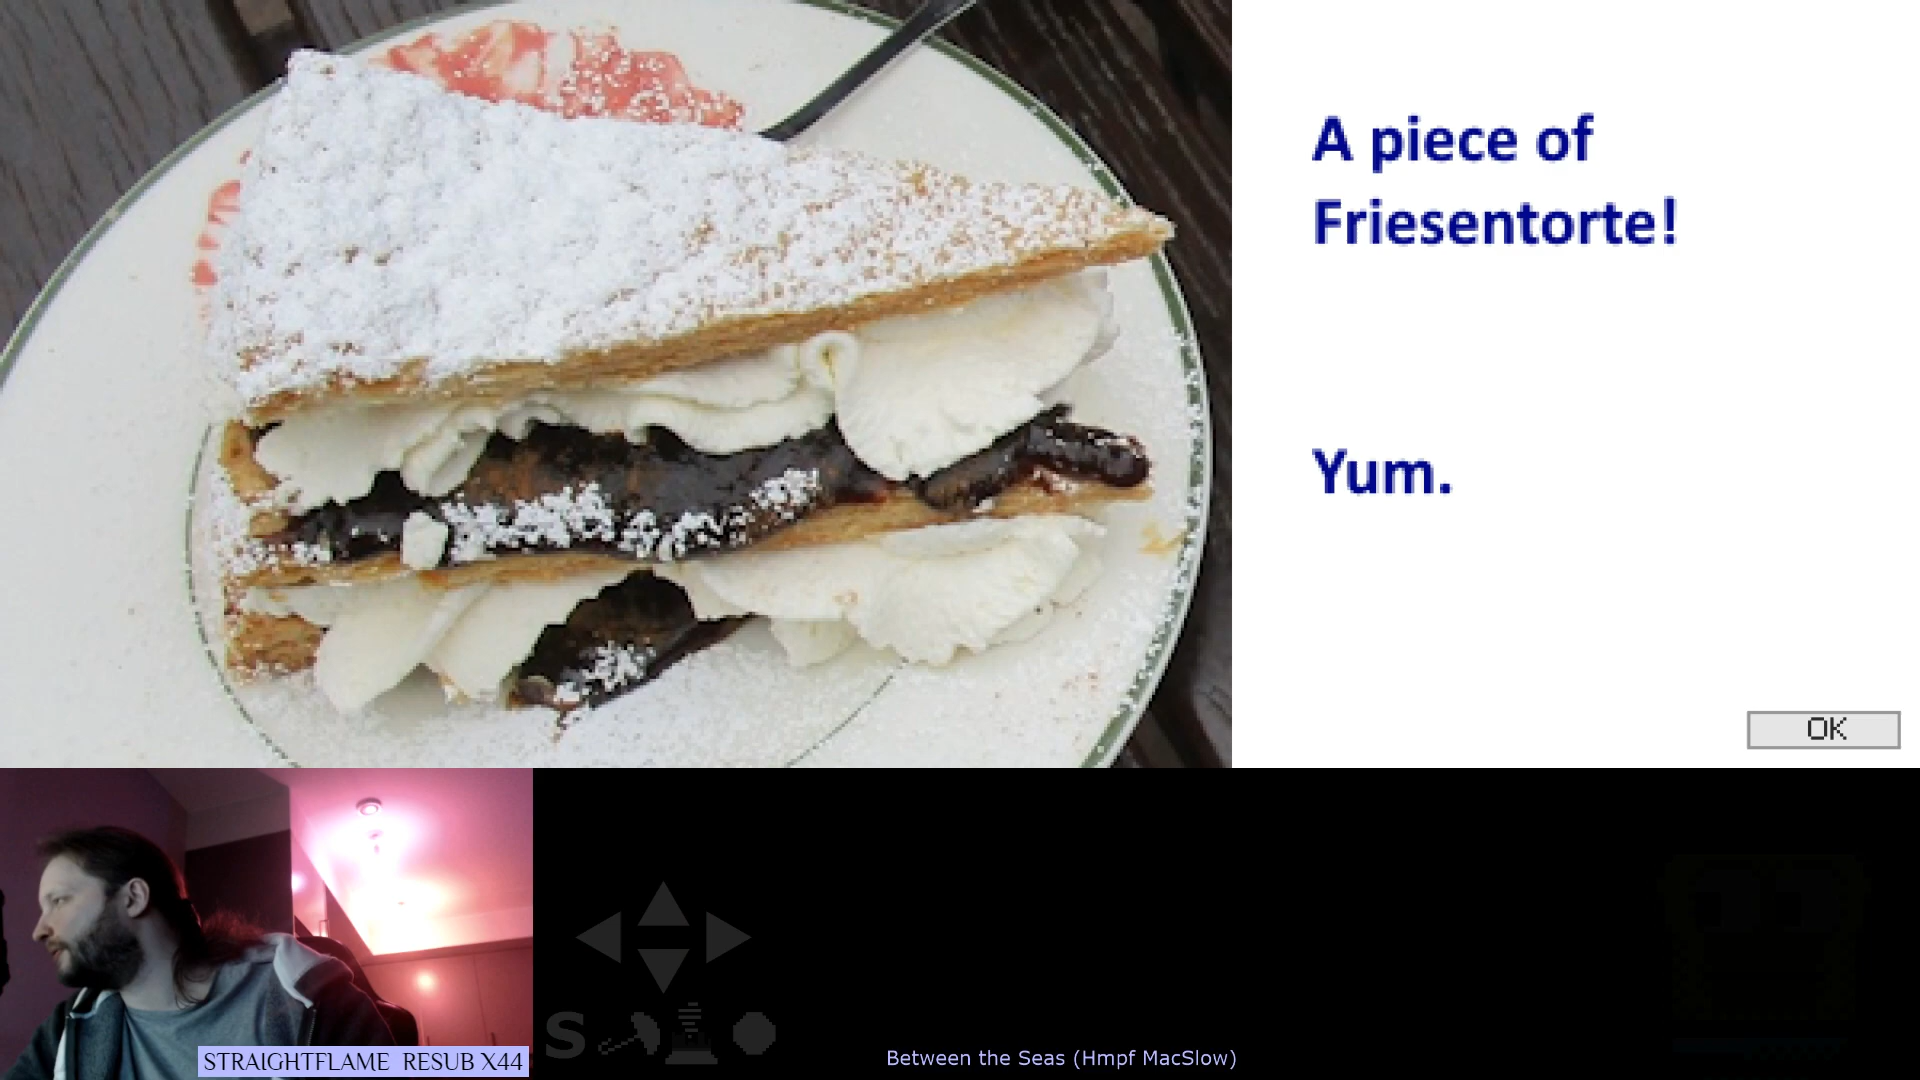 A piece of
Friesentorte!
Yum.
OK
S
STRAIGHTFLAME RESUB X44
Between the Seas (Hmpf MacSlow)